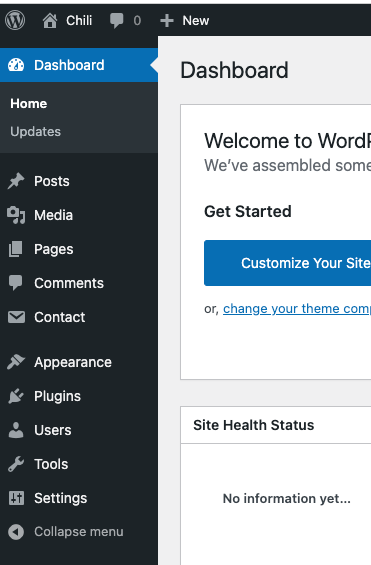 Chili 0 New
Dashboard
Home
Updates
Posts
Media
Pages
Comments
Contact
Appearance
Plugins
Users
Tools
Settings
Collapse menu
Dashboard
Welcome to WordP
We've assembled some
Get Started
Customize Your Site
or, change your theme comp
Site Health Status
No information yet...